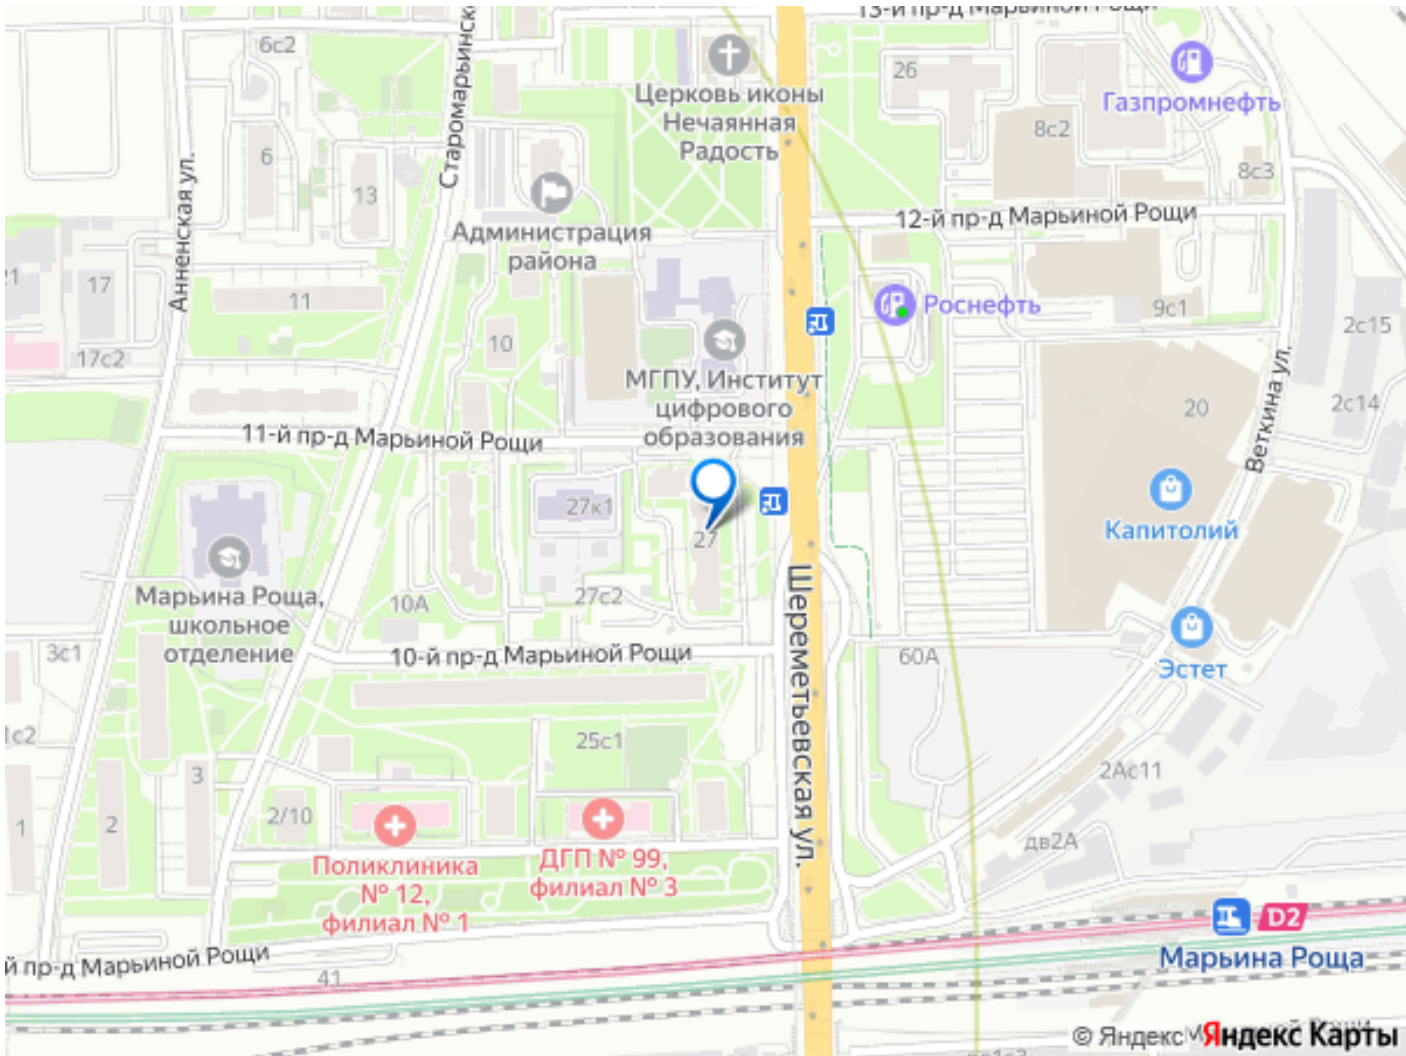 13-й пр-д Марьиной Рощи
6с2
Старомарьинск
26
Церковь иконы
Нечаянная
Радость
Газпромнефть
8с2
6
13
8с3
Анненская ул.
12-й пр-д Марьиной Рощи
Администрация
района
17
11
Роснефть
9с1
2с15
17с2
10
МГПУ, Институт
цифрового
образования
20
2с14
Веткина ул.
11-й пр-д Марьиной Рощи
27к1
27
Капитолий
Марьина Роща,
школьное
отделение
10А
27с2
Шереметьевская ул.
3с1
10-й пр-д Марьиной Рощи
60А
Эстет
1с2
25с1
3
2Ас11
2/10
1
2
дв2А
Поликлиника
№ 12,
филиал № 1
ДГП № 99,
филиал № 3
D2
Марьина Роща
й пр-д Марьиной Рощи
41
© Яндекс
Яндекс Карты